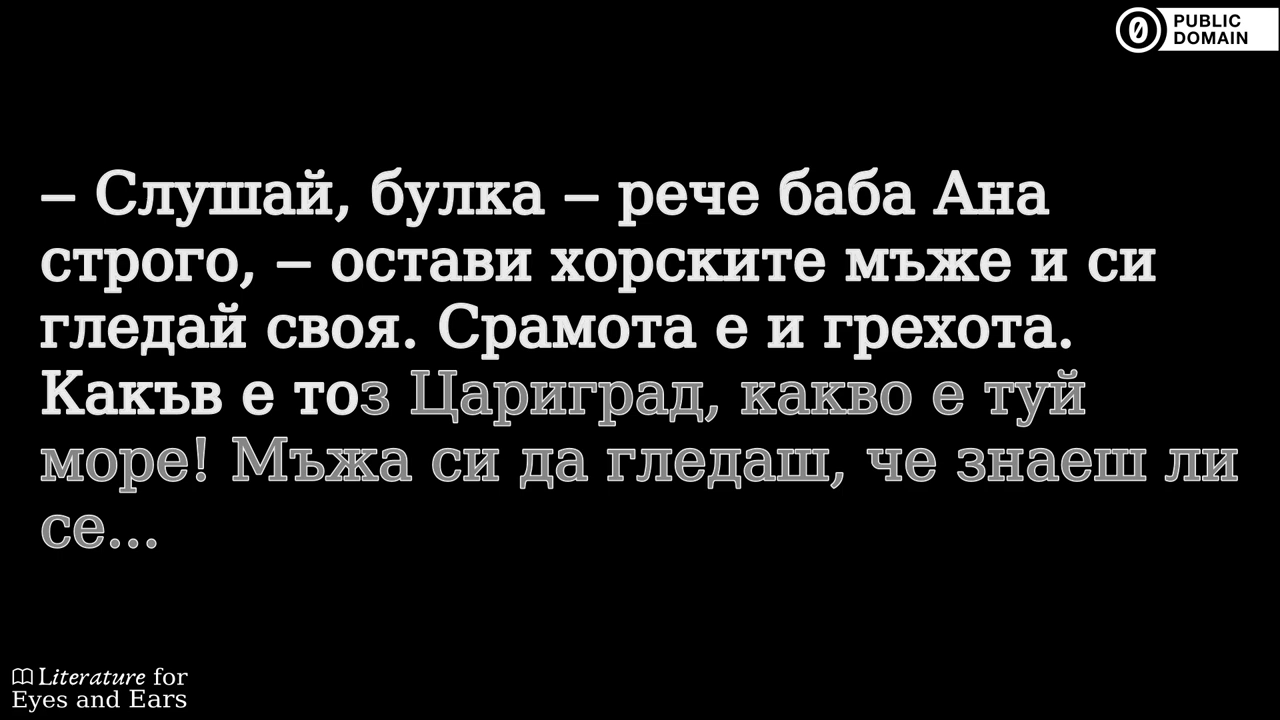 PUBLIC
DOMAIN
– Слушай, булка – рече баба Ана
строго, – остави хорските мъже и си
гледай своя. Срамота е и грехота.
Какъв е тоз Цариград, какво е туй
море! Мъжа си да гледаш, че знаеш ли
се...
Literature for
Eyes and Ears